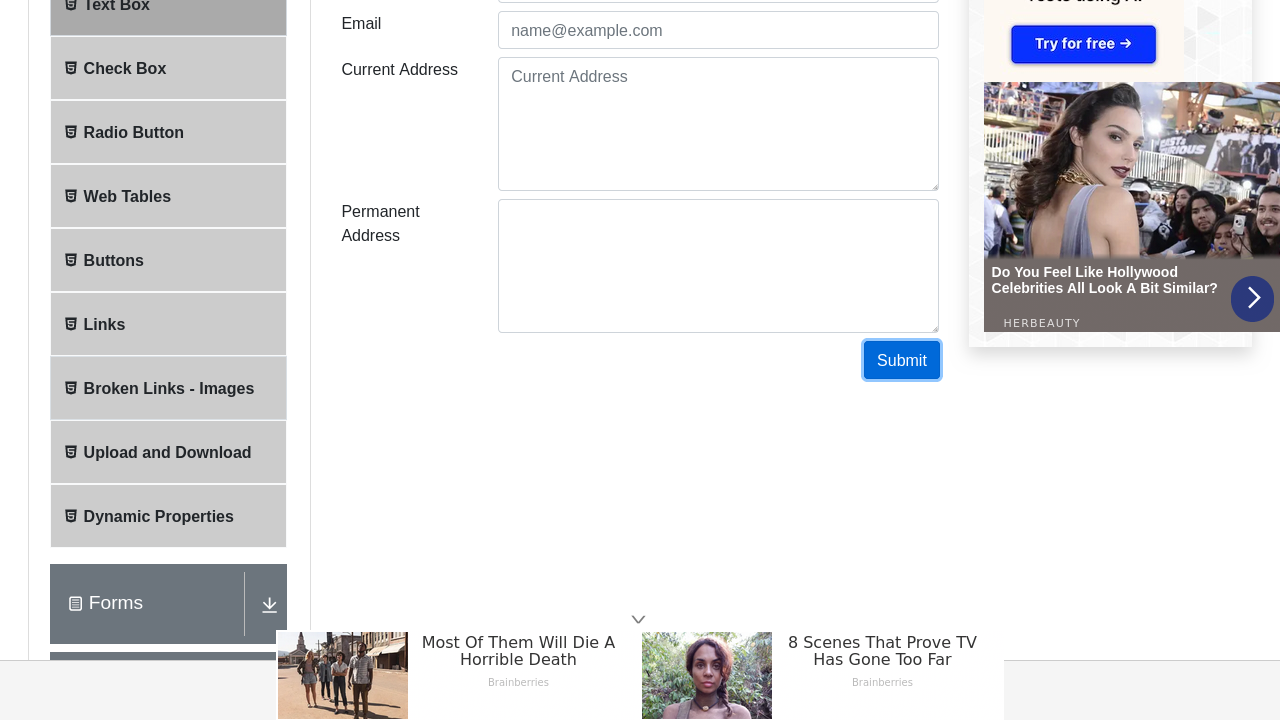 Text Box
Check Box
Radio Button
Web Tables
Buttons
Links
Broken Links - Images
Upload and Download
Dynamic Properties
Forms
Email
name@example.com
Current Address
Current Address
Permanent
Address
Submit
Try for free →
Do You Feel Like Hollywood
Celebrities All Look A Bit Similar?
HERBEAUTY
Most Of Them Will Die A
Horrible Death
Brainberries
8 Scenes That Prove TV
Has Gone Too Far
Brainberries